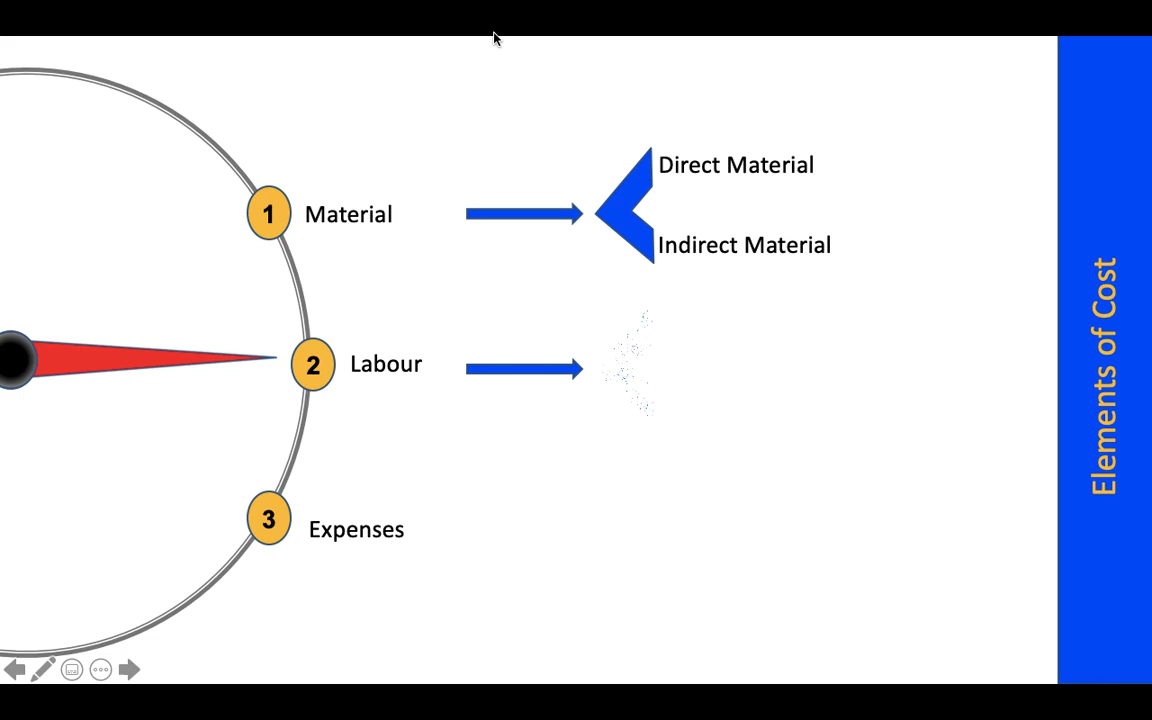 Direct Material
1 Material
Indirect Material
2 Labour
3 Expenses
Elements of Cost